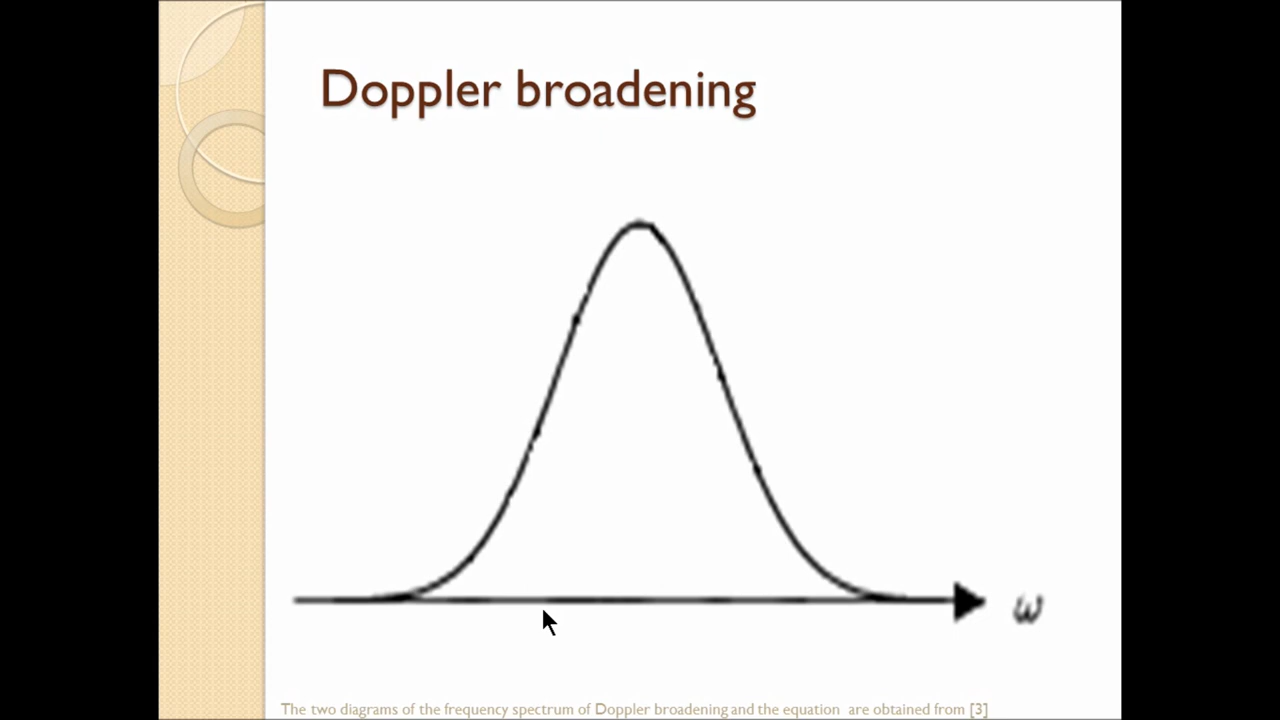 Doppler broadening
ω
The two diagrams of the frequency spectrum of Doppler broadening and the equation are obtained from [3]